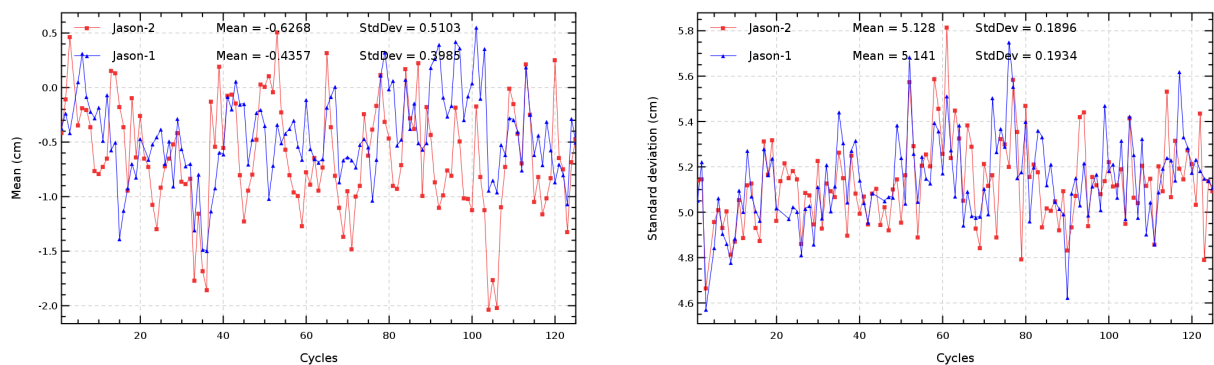 Jason-2 Mean = -0.6268 StdDev = 0.5103
Jason-1 Mean = -0.4357 StdDev = 0.3985
0.5
0.0
-0.5
-1.0
-1.5
-2.0
Mean (cm)
20 40 60 80 100 120
Cycles
Jason-2 Mean = 5.128 StdDev = 0.1896
Jason-1 Mean = 5.141 StdDev = 0.1934
5.8
5.6
5.4
5.2
5.0
4.8
4.6
Standard deviation (cm)
20 40 60 80 100 120
Cycles